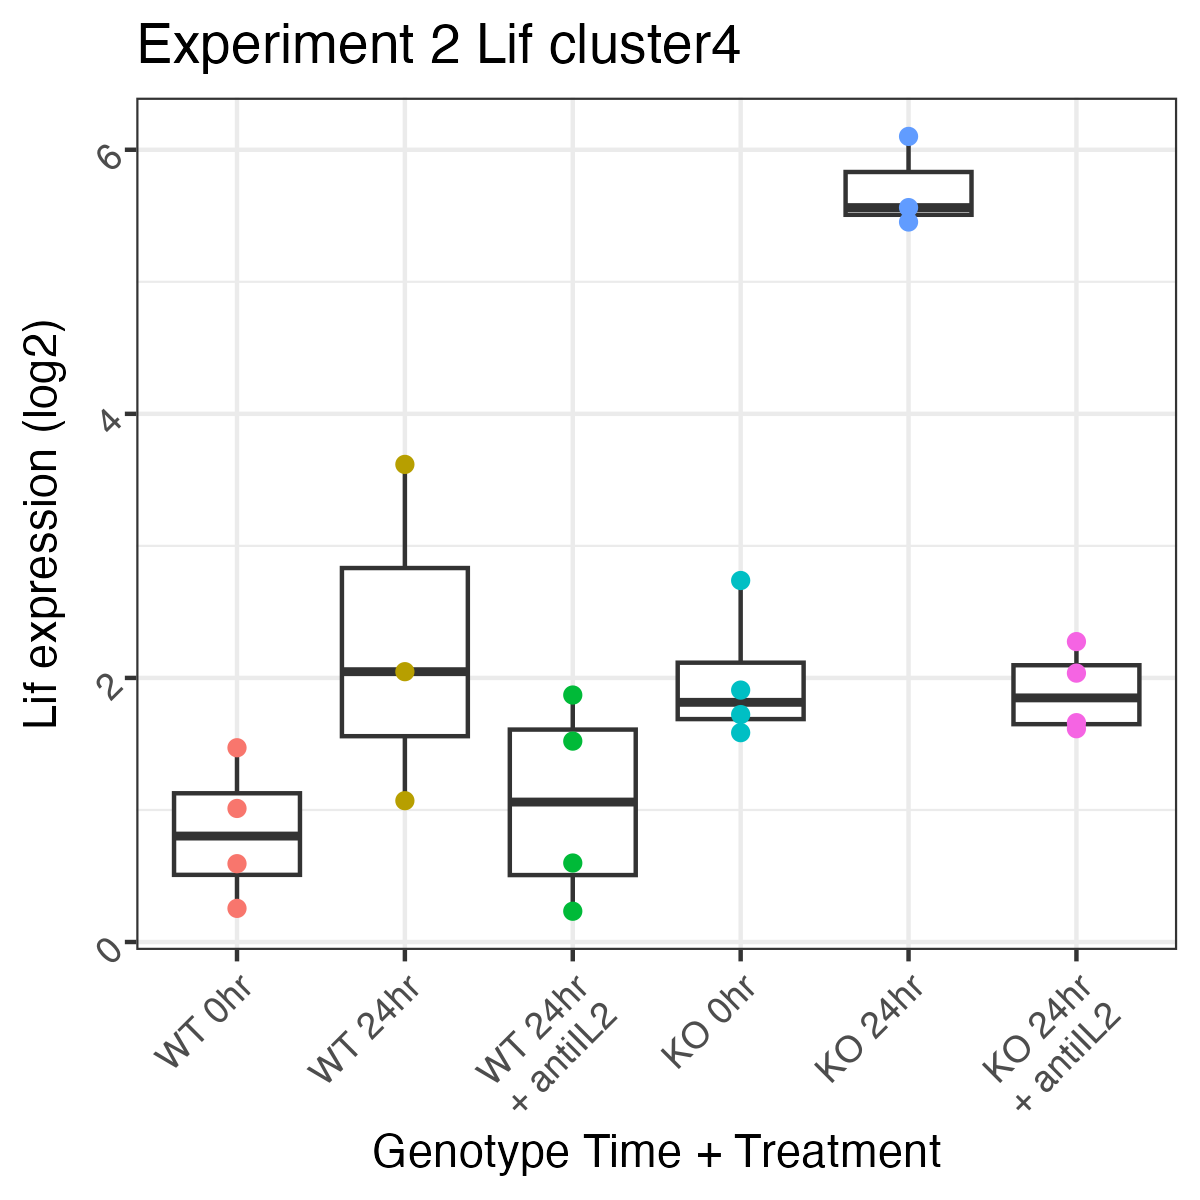 Experiment 2 Lif cluster4
Lif expression (log2)
6
4
2
0
WT 0hr
WT 24hr
WT 24hr
+ antiIL2
KO 0hr
KO 24hr
KO 24hr
+ antiIL2
Genotype Time + Treatment